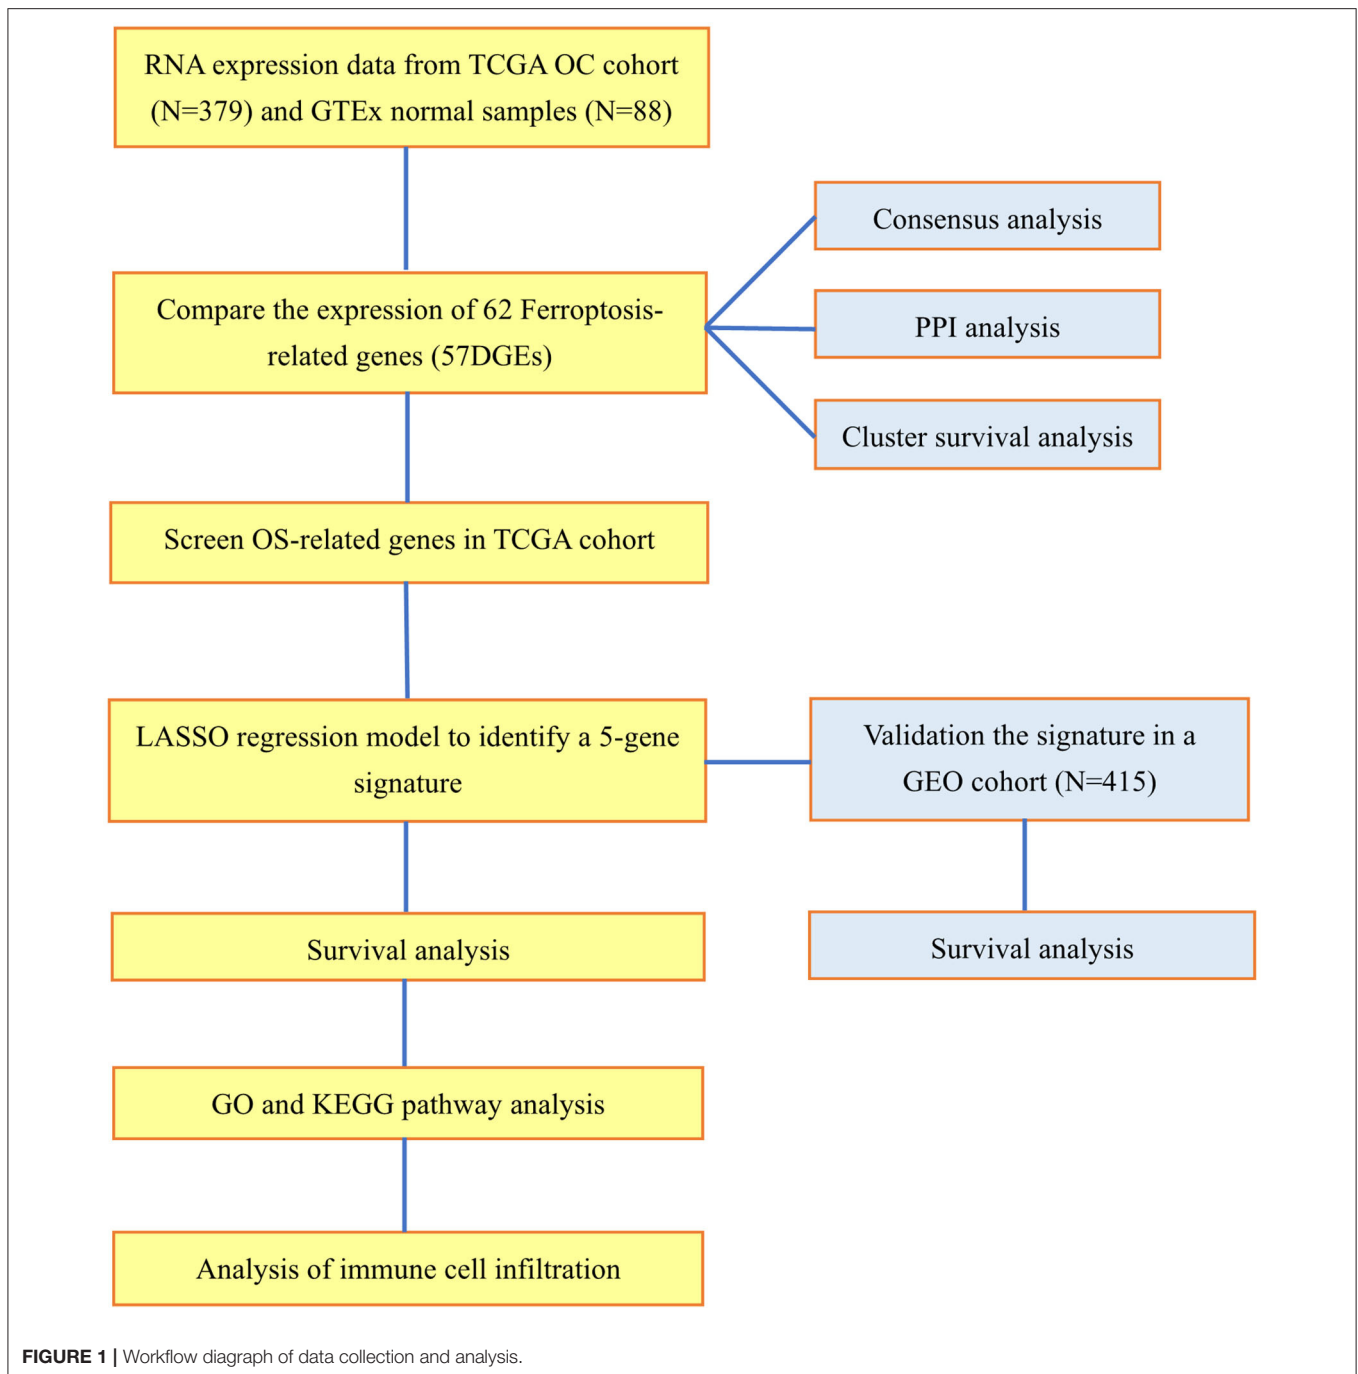 RNA expression data from TCGA OC cohort
(N=379) and GTEx normal samples (N=88)
Consensus analysis
Compare the expression of 62 Ferroptosis-
related genes (57DGEs)
PPI analysis
Cluster survival analysis
Screen OS-related genes in TCGA cohort
LASSO regression model to identify a 5-gene
signature
Validation the signature in a
GEO cohort (N=415)
Survival analysis
Survival analysis
GO and KEGG pathway analysis
Analysis of immune cell infiltration
FIGURE 1 | Workflow diagraph of data collection and analysis.